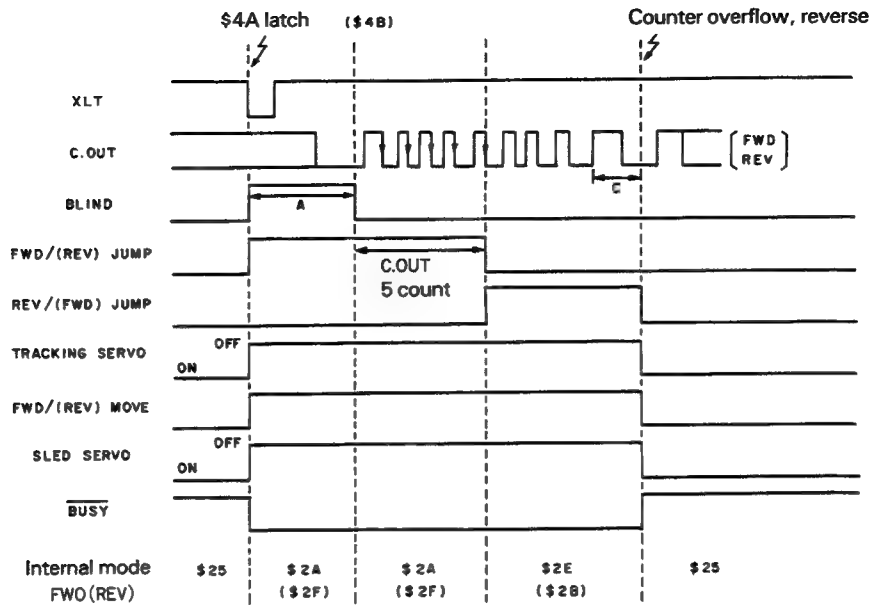 $4A latch ($4B) Counter overflow, reverse
XLT
C.OUT
( FWD
REV )
C
BLIND
A
FWD/(REV) JUMP
C.OUT
5 count
REV/(FWD) JUMP
OFF
TRACKING SERVO
ON
FWD/(REV) MOVE
OFF
SLED SERVO
ON
BUSY
Internal mode $25 $2A $2A $2E $25
FWO(REV) ($2F) ($2F) ($2B)